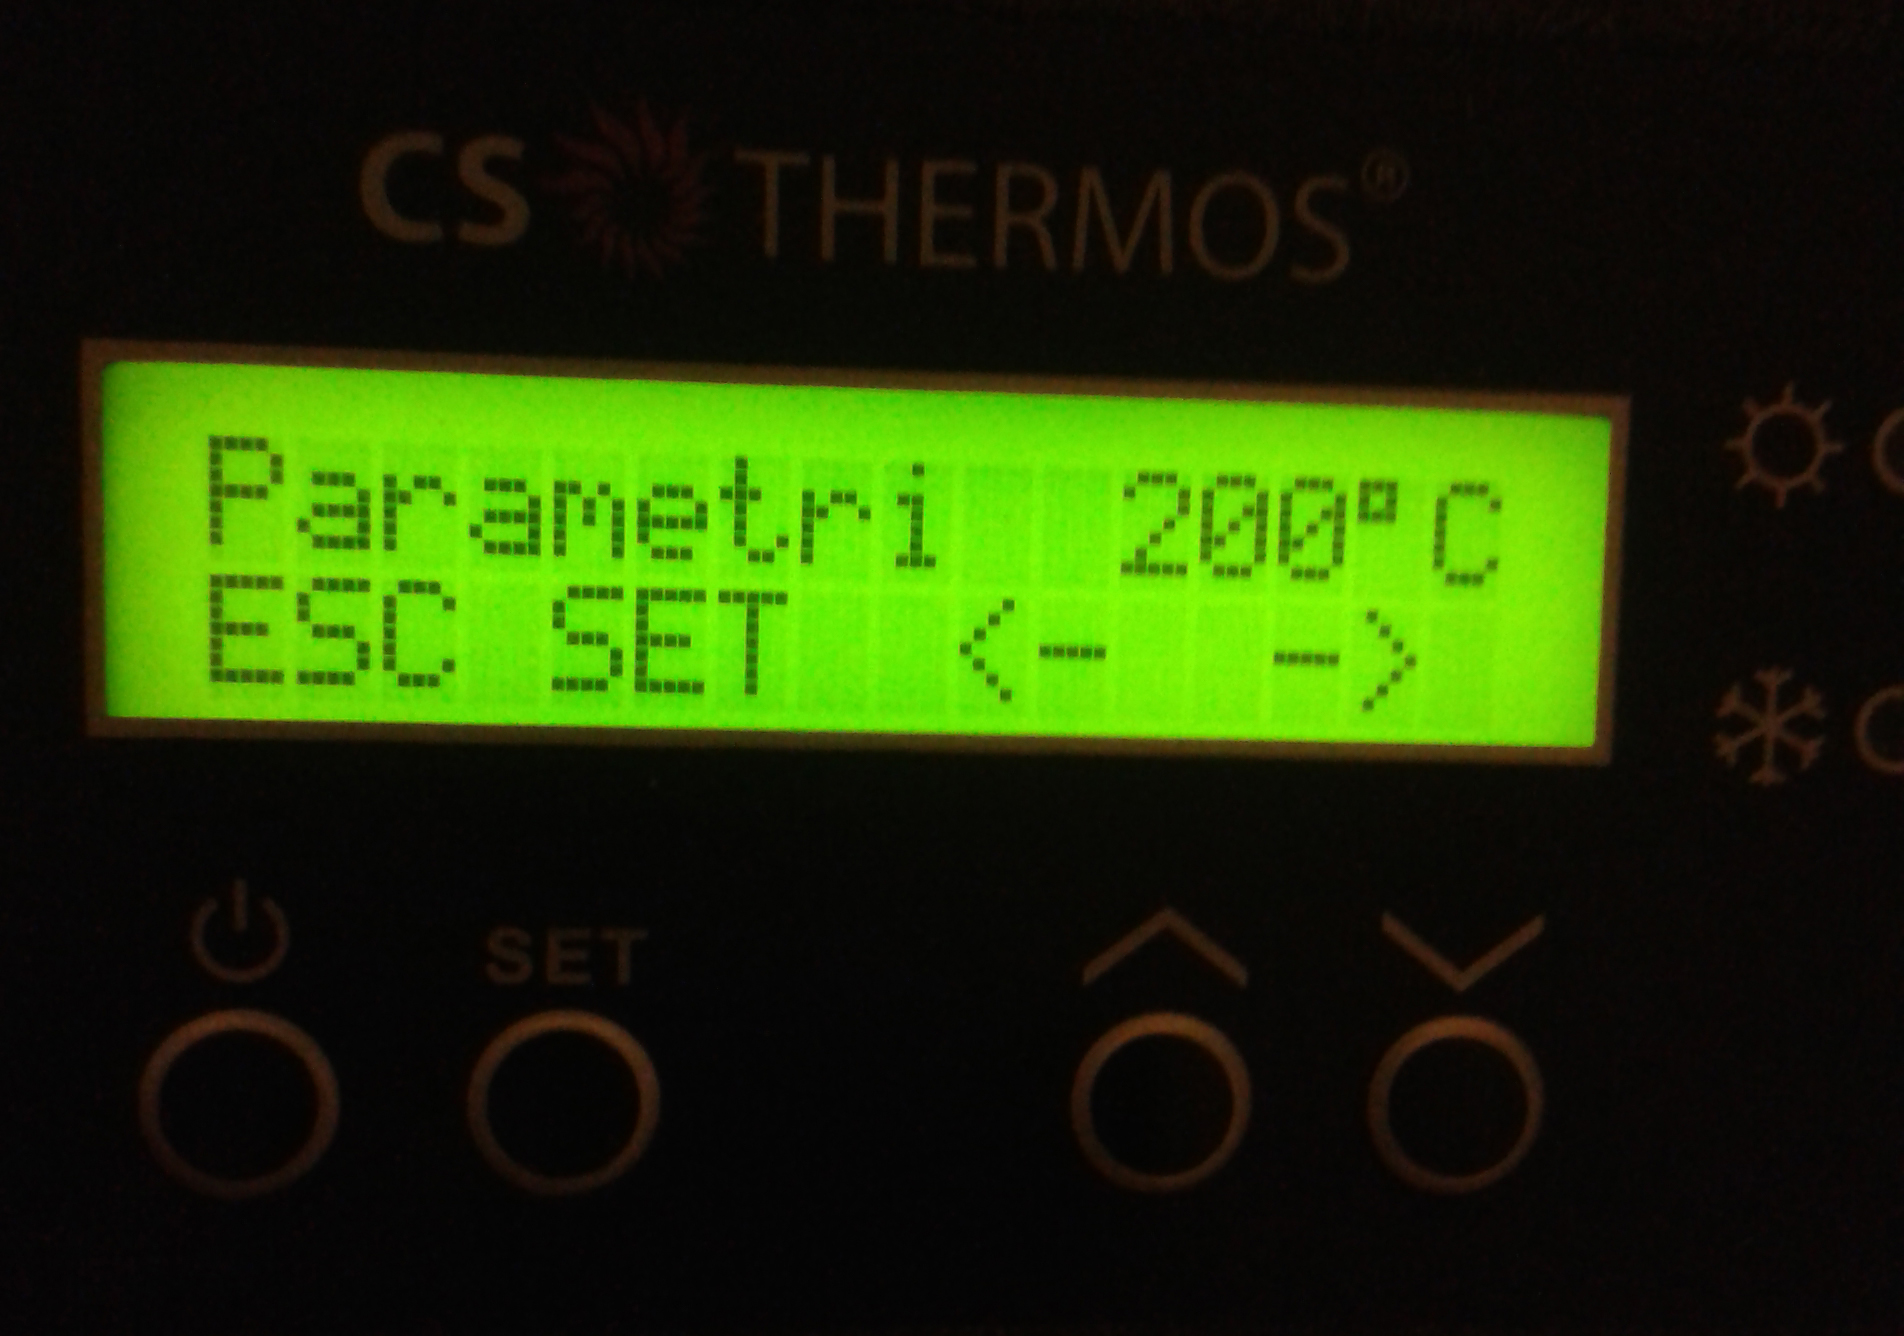 CS THERMOS®
Parametri 200°C
ESC SET <- ->
SET